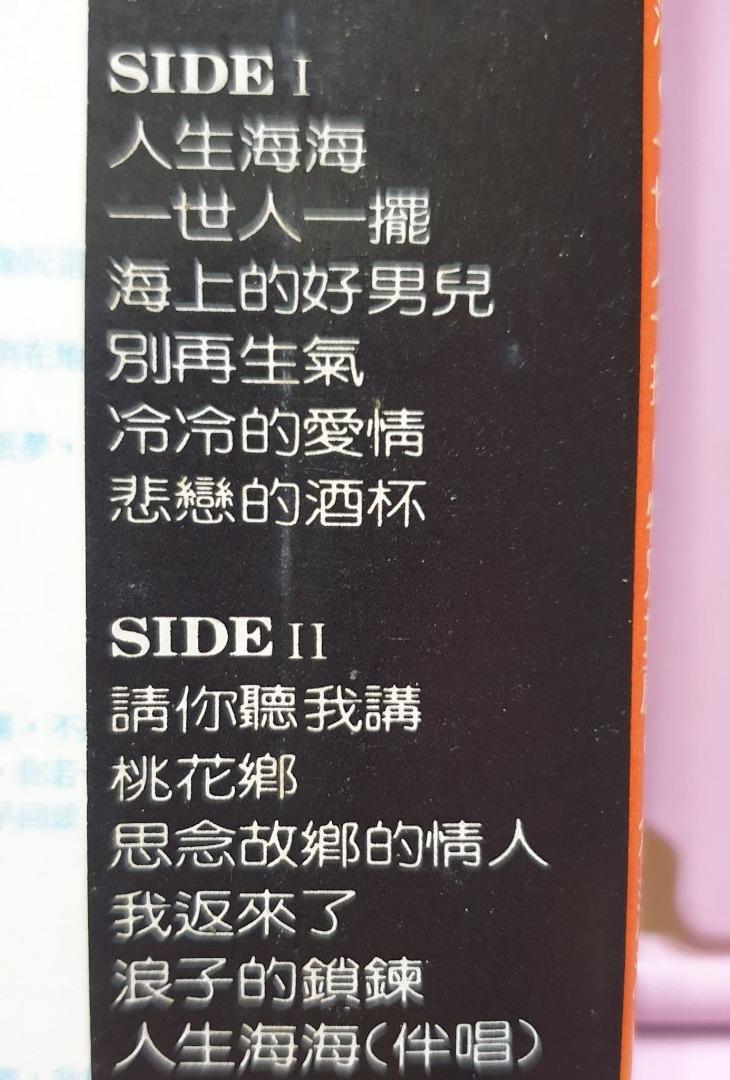 SIDE I
人生海海
一世人一擺
海上的好男兒
別再生氣
冷冷的愛情
悲戀的酒杯
SIDE II
請你聽我講
桃花鄉
思念故鄉的情人
我返來了
浪子的鎖鍊
人生海海(伴唱)